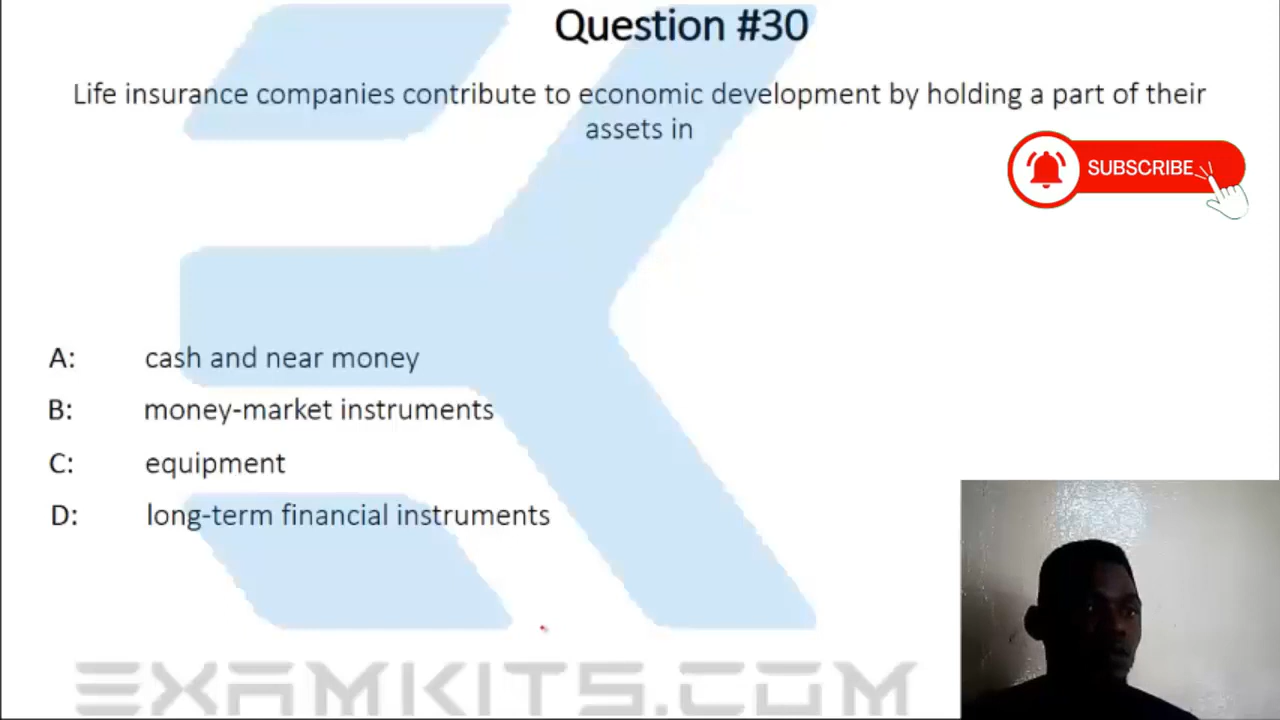 Question #30
Life insurance companies contribute to economic development by holding a part of their
assets in
SUBSCRIBE
A: cash and near money
B: money-market instruments
C: equipment
D: long-term financial instruments
EXAMKITS.COM